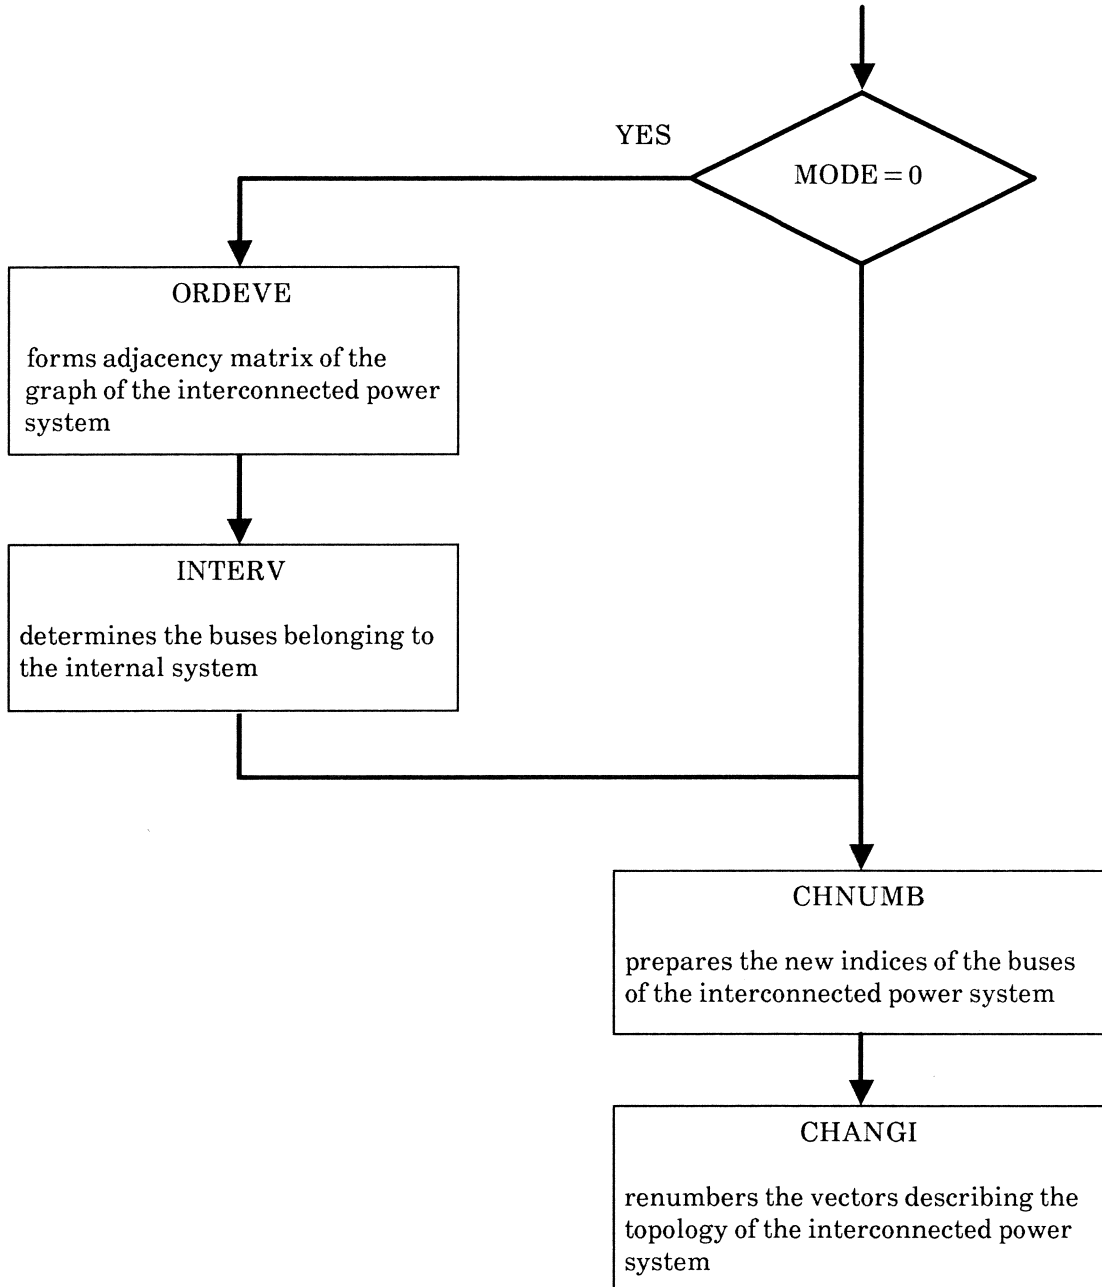 YES
MODE = 0
ORDEVE
forms adjacency matrix of the
graph of the interconnected power
system
INTERV
determines the buses belonging to
the internal system
CHNUMB
prepares the new indices of the buses
of the interconnected power system
CHANGI
renumbers the vectors describing the
topology of the interconnected power
system